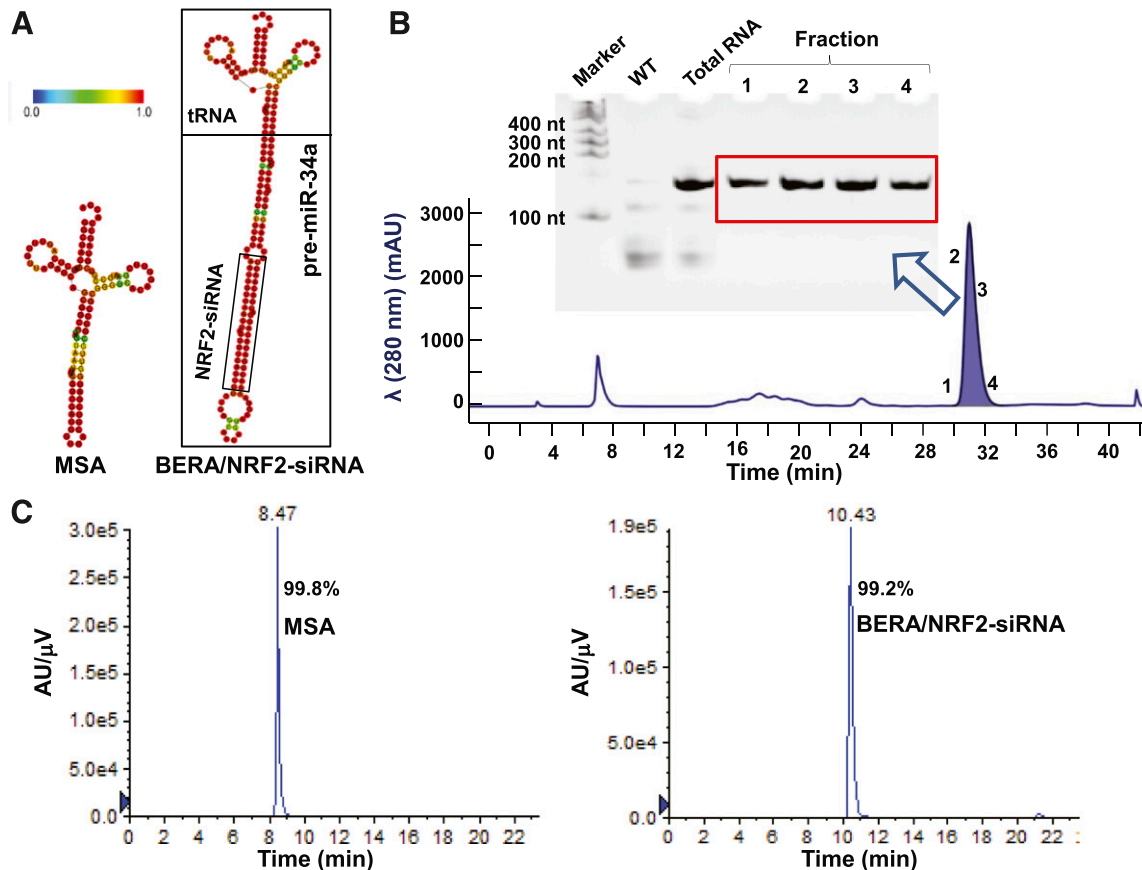 A
0.0 1.0
tRNA
pre-miR-34a
NRF2-siRNA
MSA
BERA/NRF2-siRNA
B
Marker
WT
Total RNA
Fraction
1 2 3 4
400 nt
300 nt
200 nt
100 nt
λ (280 nm) (mAU)
3000
2000
1000
0
1
2
3
4
0 4 8 12 16 20 24 28 32 36 40
Time (min)
C
8.47
99.8%
MSA
AU/μV
3.0e5
2.5e5
2.0e5
1.5e5
1.0e5
5.0e4
0.0
0 2 4 6 8 10 12 14 16 18 20 22
Time (min)
10.43
99.2%
BERA/NRF2-siRNA
AU/μV
1.9e5
1.5e5
1.0e5
5.0e4
0.0
0 2 4 6 8 10 12 14 16 18 20 22
Time (min)